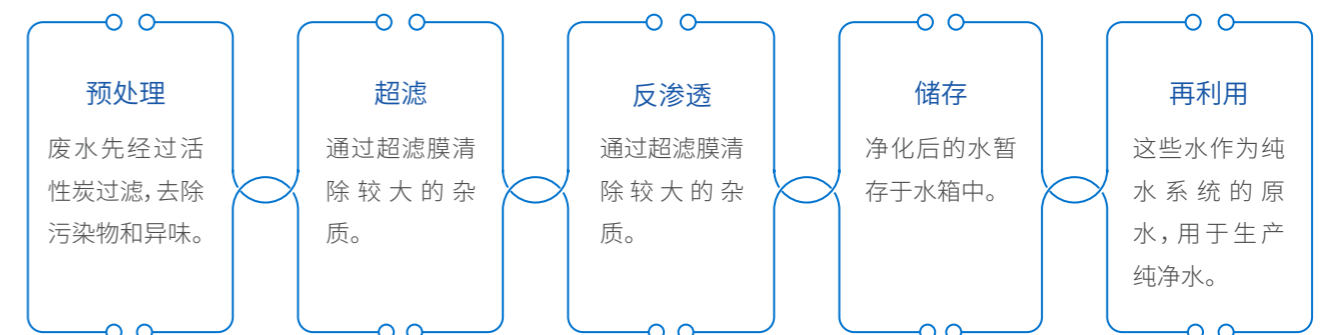 预处理
废水先经过活
性炭过滤，去除
污染物和异味。
超滤
通过超滤膜清
除较大的杂
质。
反渗透
通过超滤膜清
除较大的杂
质。
储存
净化后的水暂
存于水箱中。
再利用
这些水作为纯
水系统的原
水，用于生产
纯净水。